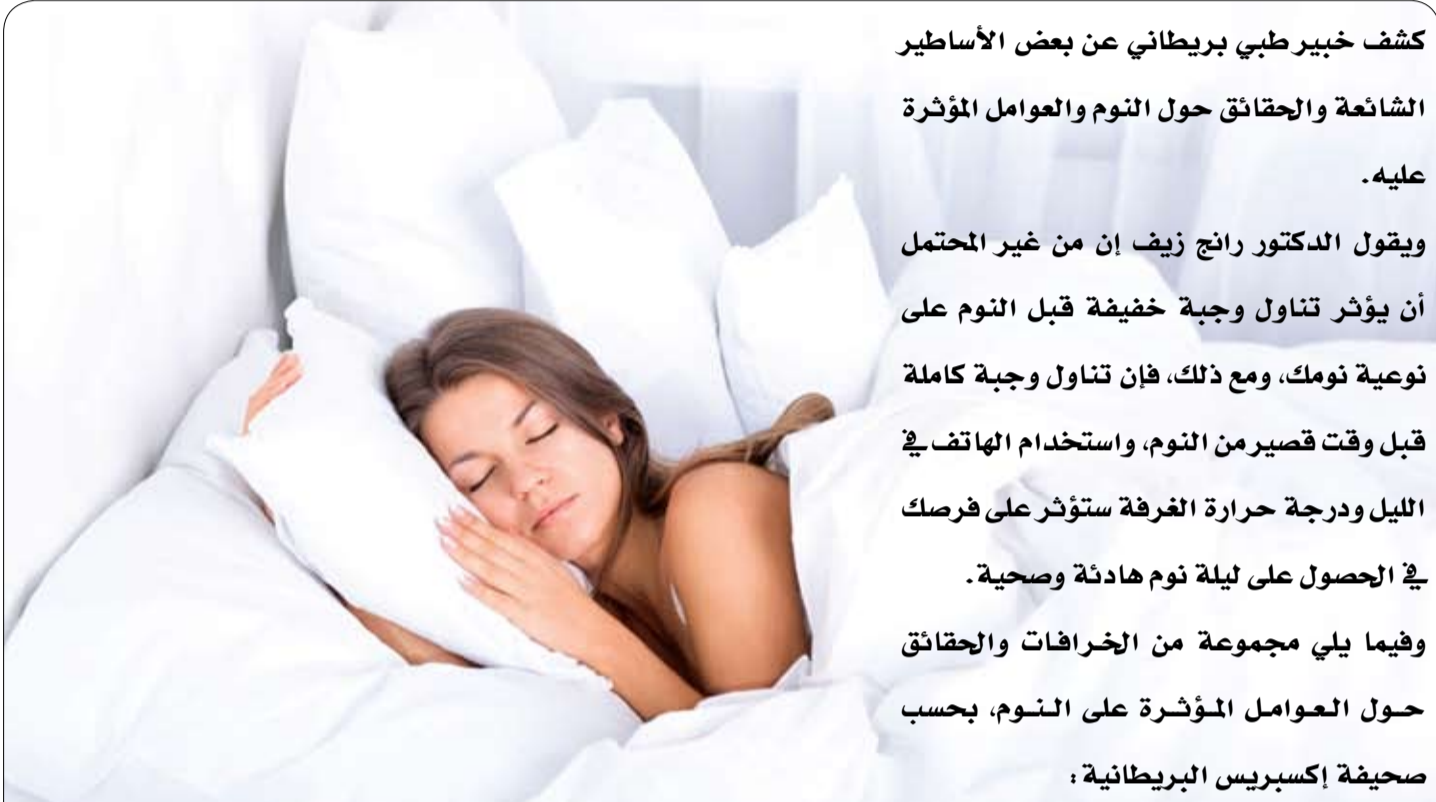 كشف خبير طبي بريطاني عن بعض الأساطير
الشائعة والحقائق حول النوم والعوامل المؤثرة
عليه.
ويقول الدكتور رانج زيف إن من غير المحتمل
أن يؤثر تناول وجبة خفيفة قبل النوم على
نوعية نومك، ومع ذلك، فإن تناول وجبة كاملة
قبل وقت قصير من النوم، واستخدام الهاتف في
الليل ودرجة حرارة الغرفة ستؤثر على فرصك
في الحصول على ليلة نوم هادئة وصحية.
وفيما يلي مجموعة من الخرافات والحقائق
حول العوامل المؤثرة على النوم، بحسب
صحيفة إكسبريس البريطانية :